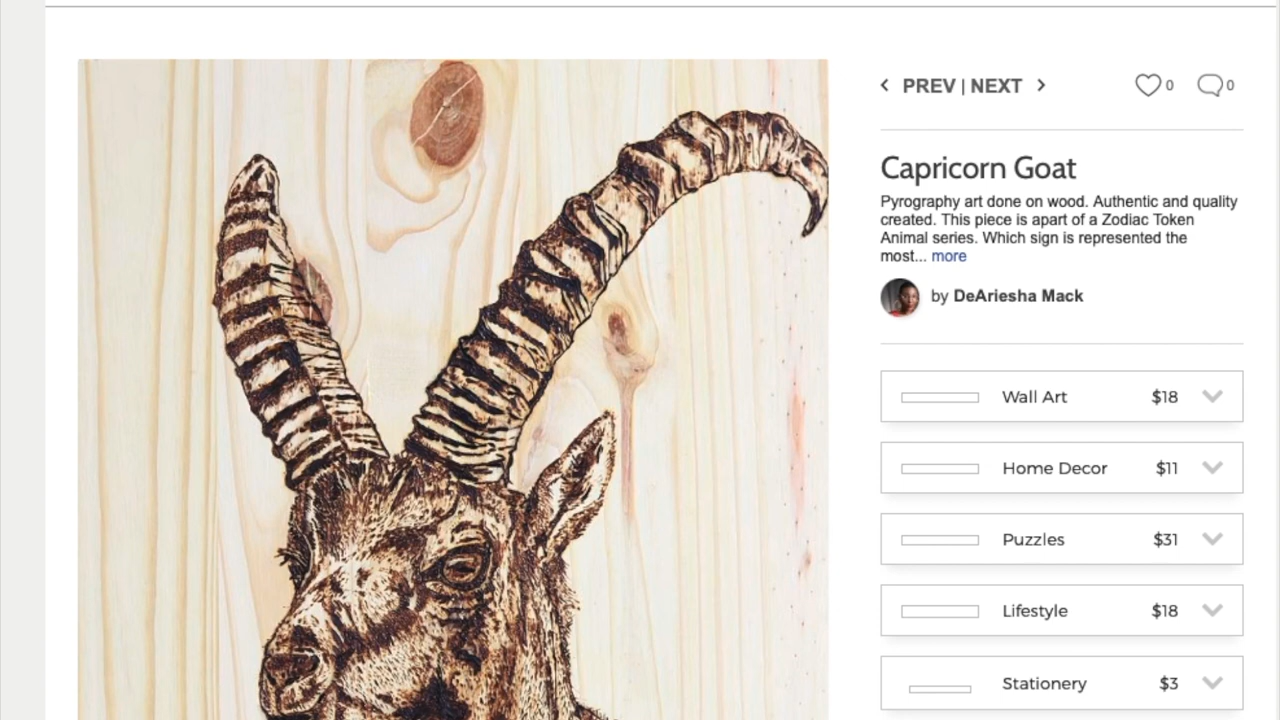 PREV | NEXT
0
0
Capricorn Goat
Pyrography art done on wood. Authentic and quality
created. This piece is apart of a Zodiac Token
Animal series. Which sign is represented the
most... more
by DeAriesha Mack
Wall Art $18
Home Decor $11
Puzzles $31
Lifestyle $18
Stationery $3